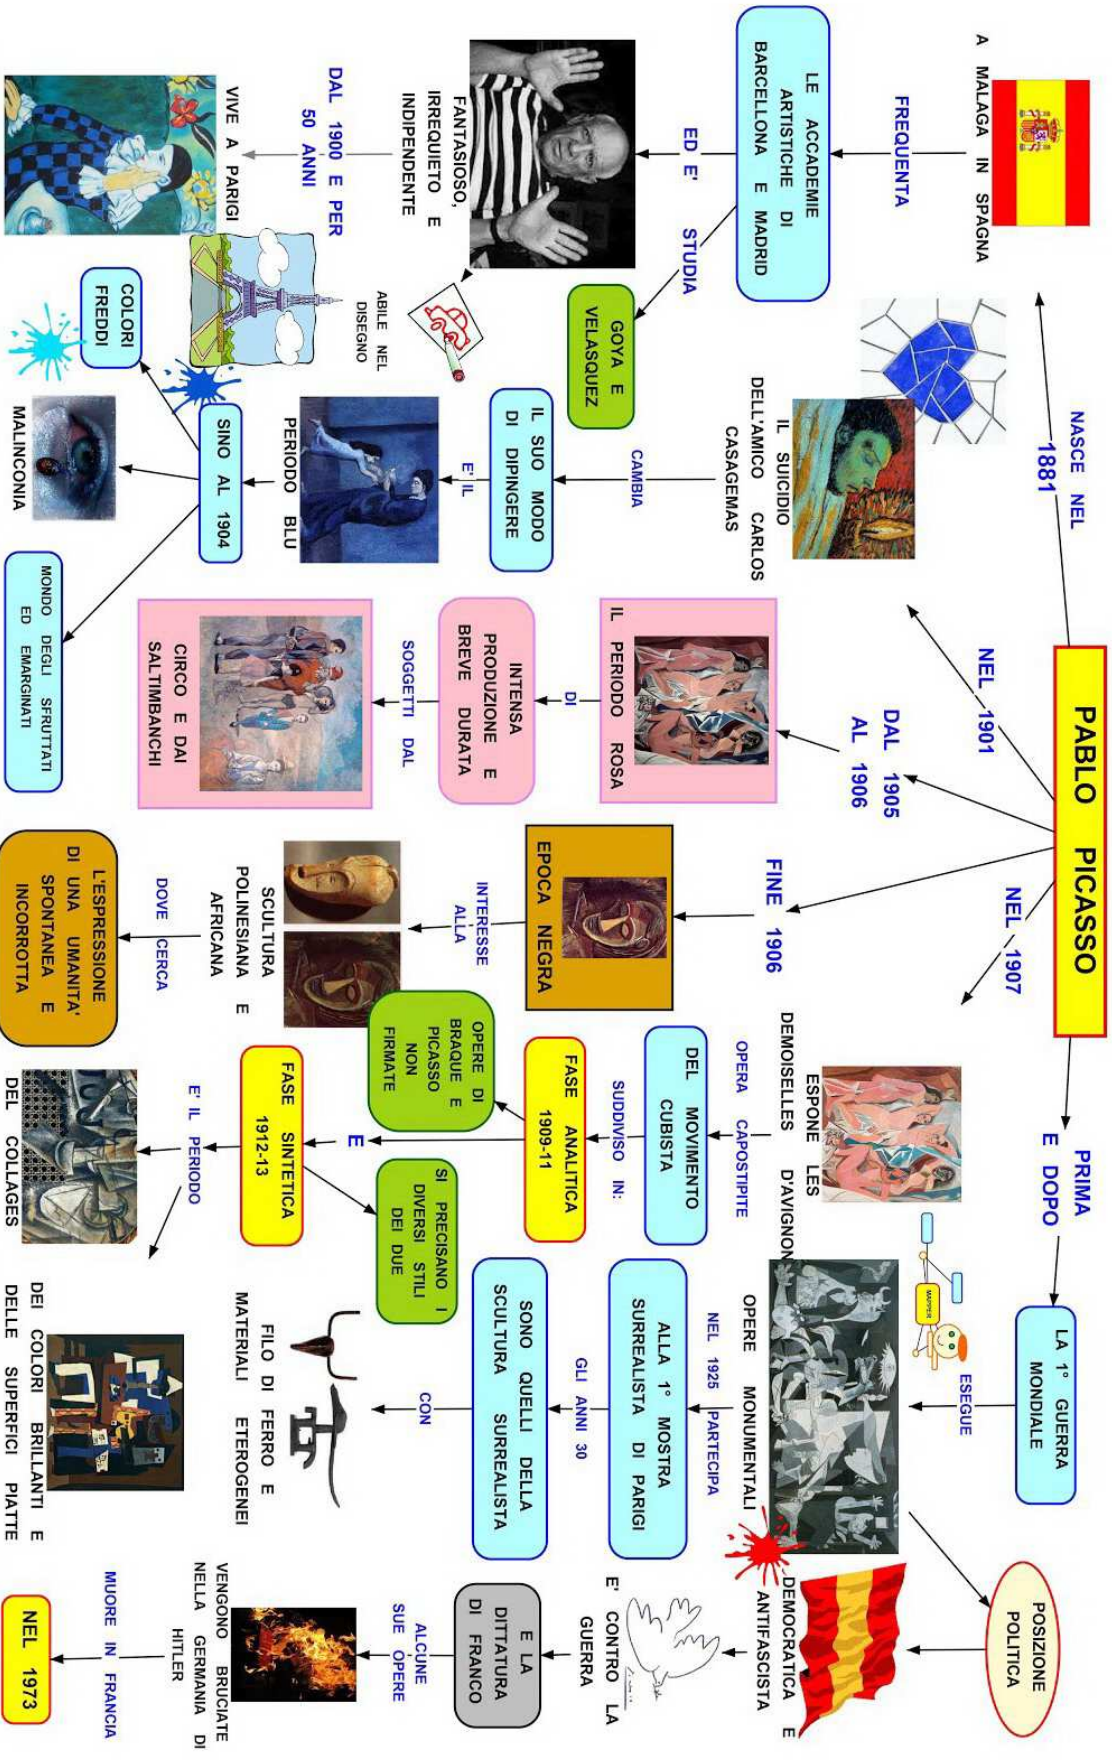 PABLO PICASSO
NASCE NEL
1881
A MALAGA IN SPAGNA
FREQUENTA
LE ACCADEMIE
ARTISTICHE DI
BARCELLONA E MADRID
ED E' STUDIA
GOYA E
VELASQUEZ
FANTASIOSO,
IRREQUIETO E
INDIPENDENTE
ABILE NEL
DISEGNO
DAL 1900 E PER
50 ANNI
VIVE A PARIGI
NEL 1901
IL SUICIDIO
DELL'AMICO CARLOS
CASAGEMAS
CAMBIA
IL SUO MODO
DI DIPINGERE
E' IL
PERIODO BLU
SINO AL 1904
COLORI
FREDDI
MALINCONIA
MONDO DEGLI SFRUTTATI
ED EMARGINATI
DAL 1905
AL 1906
IL PERIODO ROSA
DI
INTENSA
PRODUZIONE E
BREVE DURATA
SOGGETTI DAL
CIRCO E DAI
SALTIMBANCHI
FINE 1906
EPOCA NEGRA
INTERESSE
ALLA
SCULTURA
POLINESIANA E
AFRICANA
DOVE CERCA
L'ESPRESSIONE
DI UNA UMANITA'
SPONTANEA E
INCORROTTA
NEL 1907
ESPONE LES
DEMOISELLES D'AVIGNON
OPERA CAPOSTIPITE
DEL MOVIMENTO
CUBISTA
SUDDIVISO IN:
FASE ANALITICA
1909-11
OPERE DI
BRAQUE E
PICASSO
NON
FIRMATE
E
FASE SINTETICA
1912-13
SI PRECISANO I
DIVERSI STILI
DEI DUE
E' IL PERIODO
DEL COLLAGES
DEI COLORI BRILLANTI E
DELLE SUPERFICI PIATTE
PRIMA
E DOPO
LA 1° GUERRA
MONDIALE
ESEGUE
MAPPER
OPERE MONUMENTALI
NEL 1925 PARTECIPA
ALLA 1° MOSTRA
SURREALISTA DI PARIGI
GLI ANNI 30
SONO QUELLI DELLA
SCULTURA SURREALISTA
CON
FILO DI FERRO E
MATERIALI ETEROGENEI
POSIZIONE
POLITICA
DEMOCRATICA E
ANTIFASCISTA
E' CONTRO LA
GUERRA
E LA
DITTATURA
DI FRANCO
ALCUNE
SUE OPERE
VENGONO BRUCIATE
NELLA GERMANIA DI
HITLER
MUORE IN FRANCIA
NEL 1973